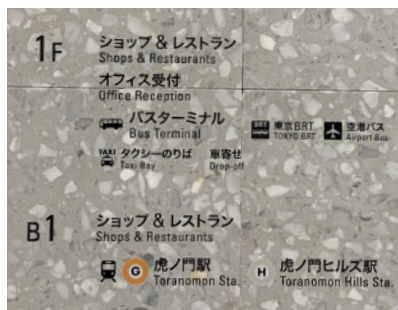 1F
ショップ & レストラン
Shops & Restaurants
オフィス受付
Office Reception
バスターミナル
Bus Terminal
BRT 東京BRT
TOKYO BRT
空港バス
Airport Bus
TAXI タクシーのりば
Taxi Bay
車寄せ
Drop-off
B1
ショップ & レストラン
Shops & Restaurants
G 虎ノ門駅
Toranomon Sta.
H 虎ノ門ヒルズ駅
Toranomon Hills Sta.